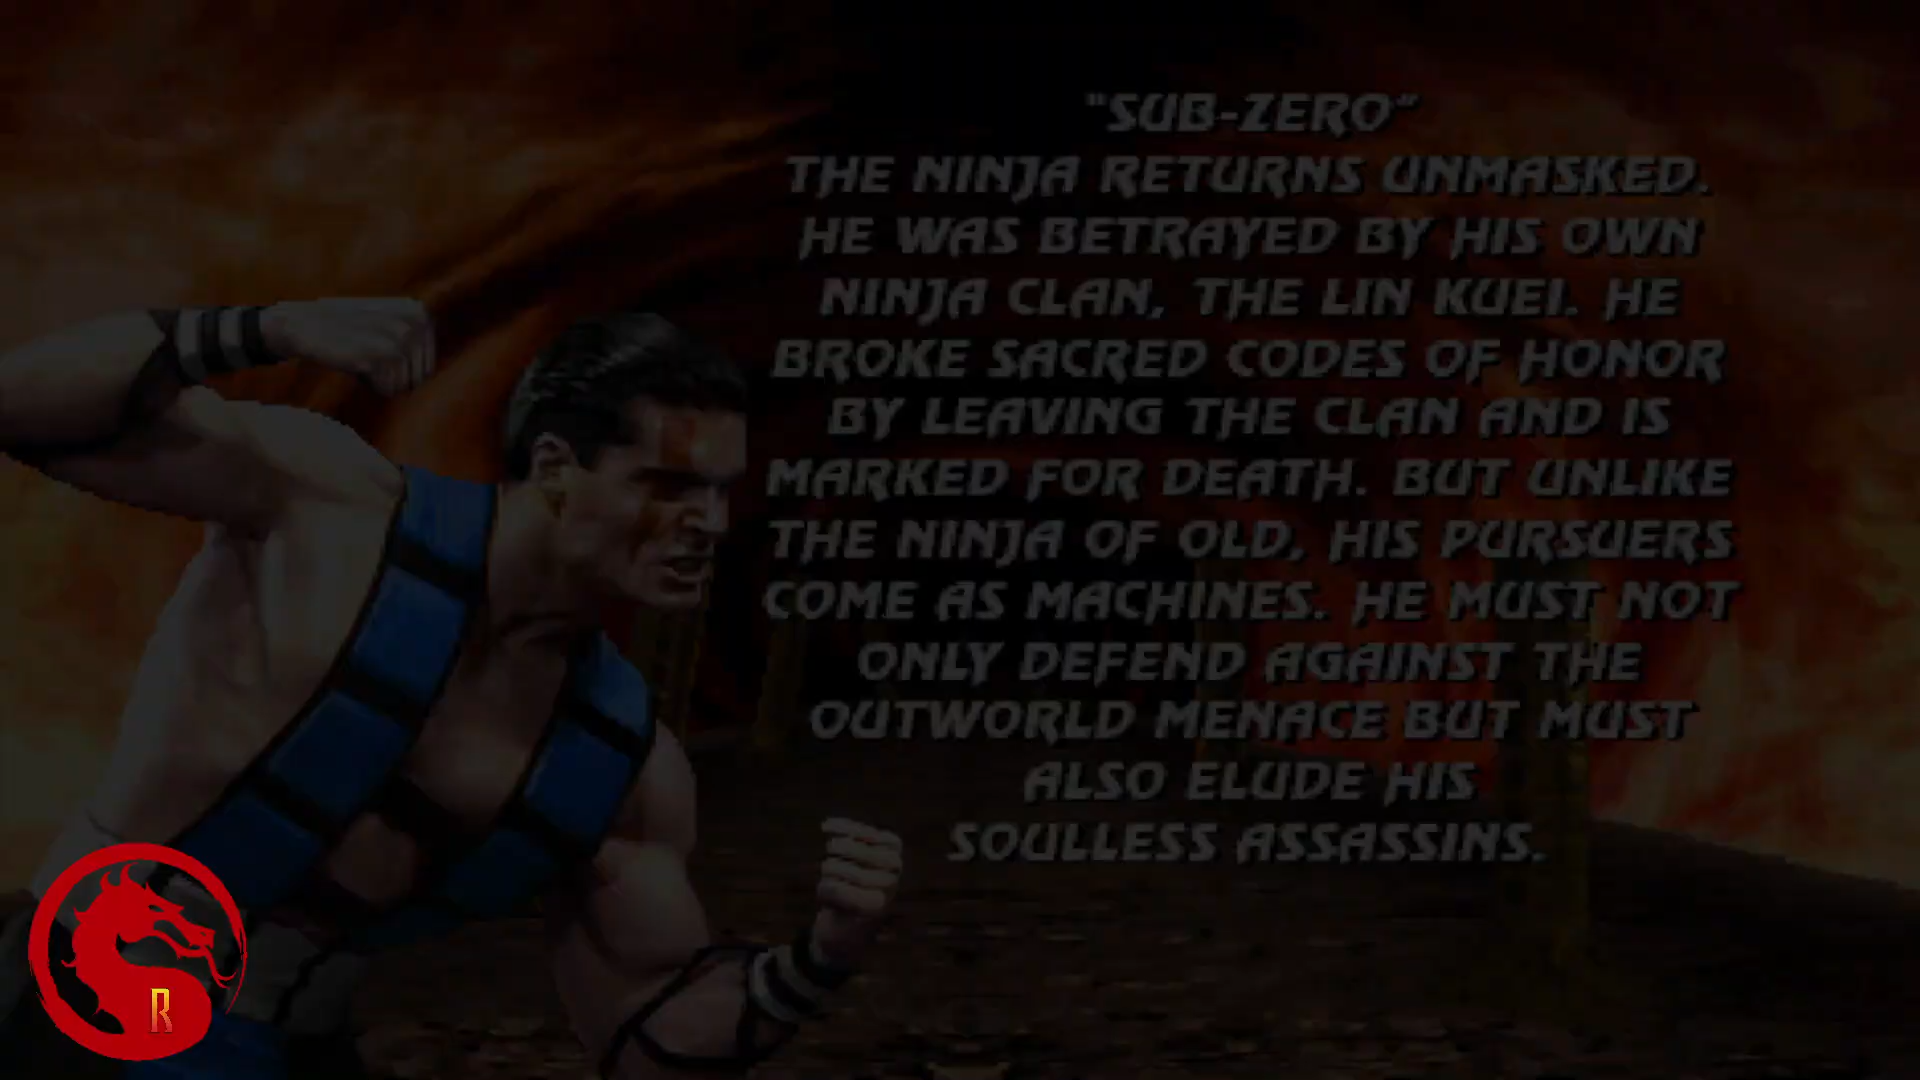 "SUB-ZERO"
THE NINJA RETURNS UNMASKED.
HE WAS BETRAYED BY HIS OWN
NINJA CLAN, THE LIN KUEI. HE
BROKE SACRED CODES OF HONOR
BY LEAVING THE CLAN AND IS
MARKED FOR DEATH. BUT UNLIKE
THE NINJA OF OLD, HIS PURSUERS
COME AS MACHINES. HE MUST NOT
ONLY DEFEND AGAINST THE
OUTWORLD MENACE BUT MUST
ALSO ELUDE HIS
SOULLESS ASSASSINS.
R